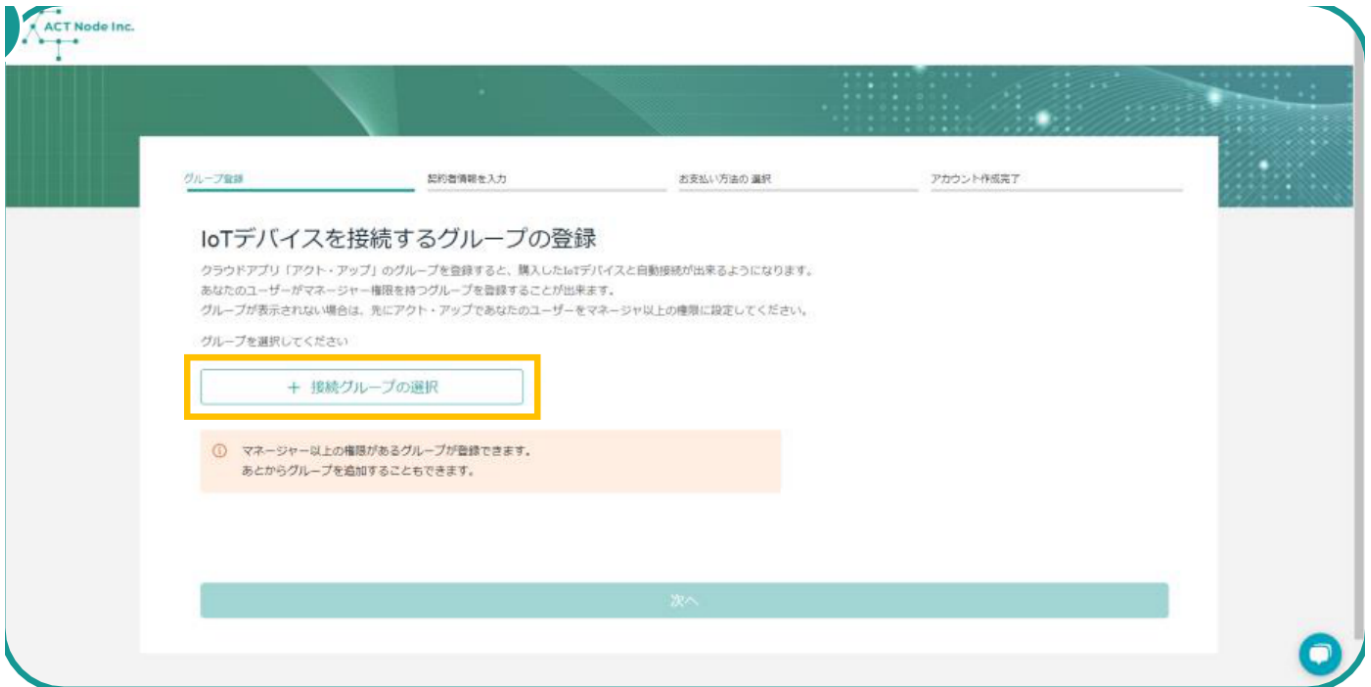 ACT Node Inc.
グループ登録
契約者情報を入力
お支払い方法の選択
アカウント作成完了
IoTデバイスを接続するグループの登録
クラウドアプリ「アクト・アップ」のグループを登録すると、購入したIoTデバイスと自動接続が出来るようになります。
あなたのユーザーがマネージャー権限を持つグループを登録することが出来ます。
グループが表示されない場合は、先にアクト・アップであなたのユーザーをマネージャ以上の権限に設定してください。
グループを選択してください
+ 接続グループの選択
マネージャー以上の権限があるグループが登録できます。
あとからグループを追加することもできます。
次へ